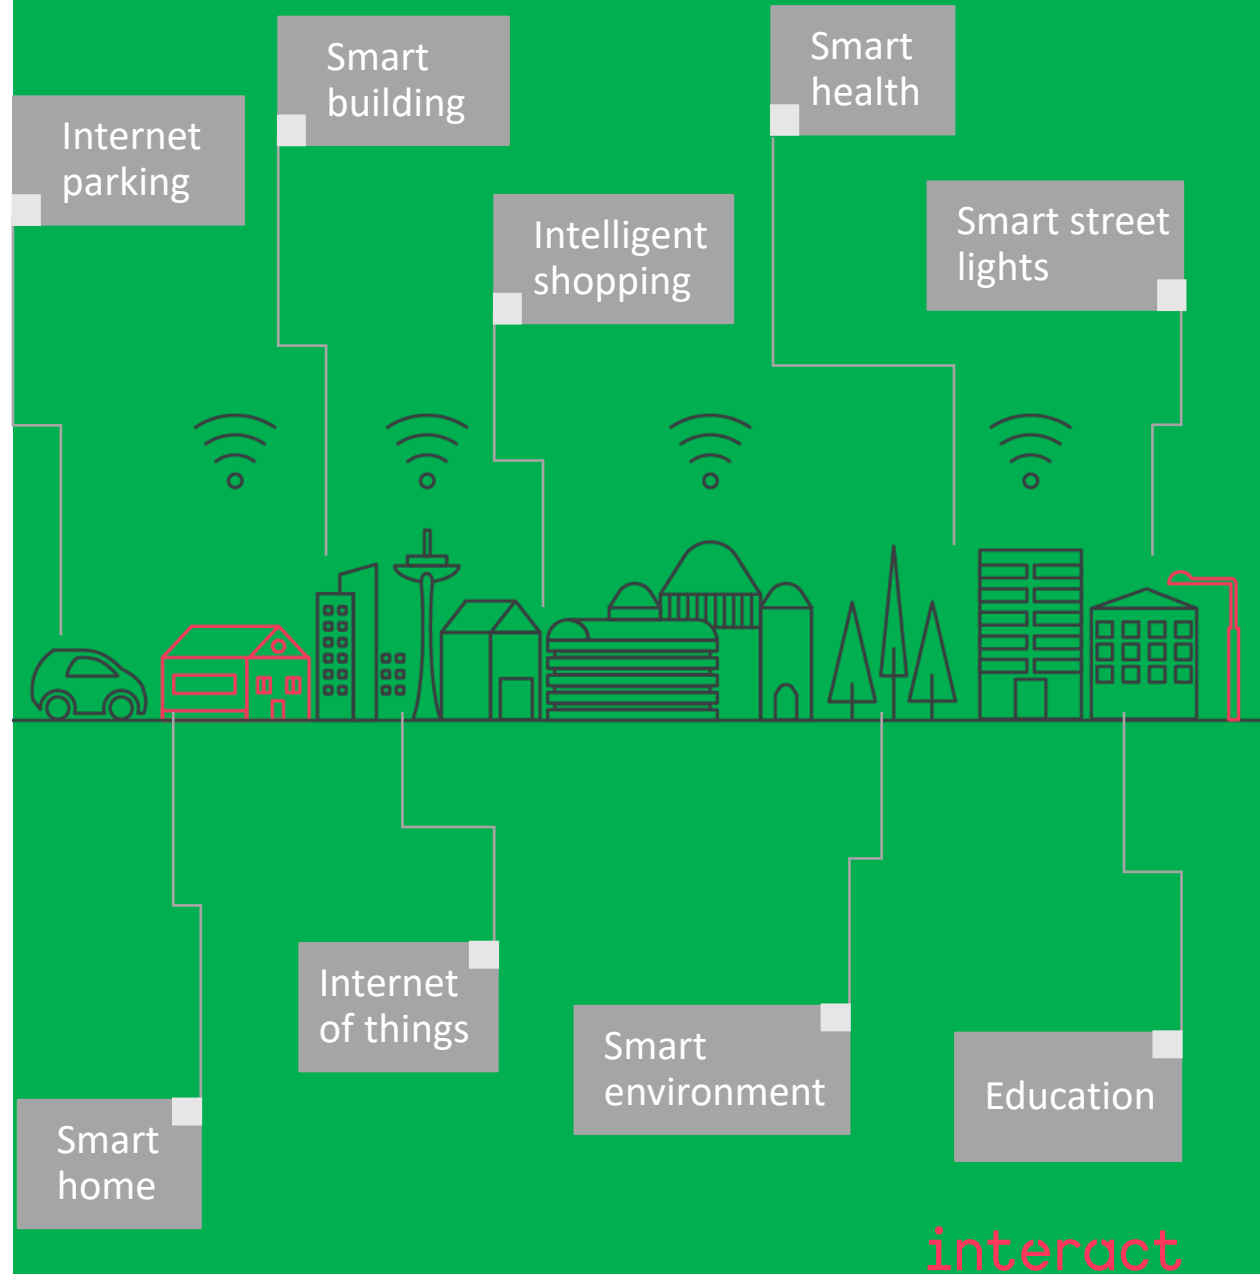 Smart
building
Smart
health
Internet
parking
Intelligent
shopping
Smart street
lights
Internet
of things
Smart
environment
Education
Smart
home
interact